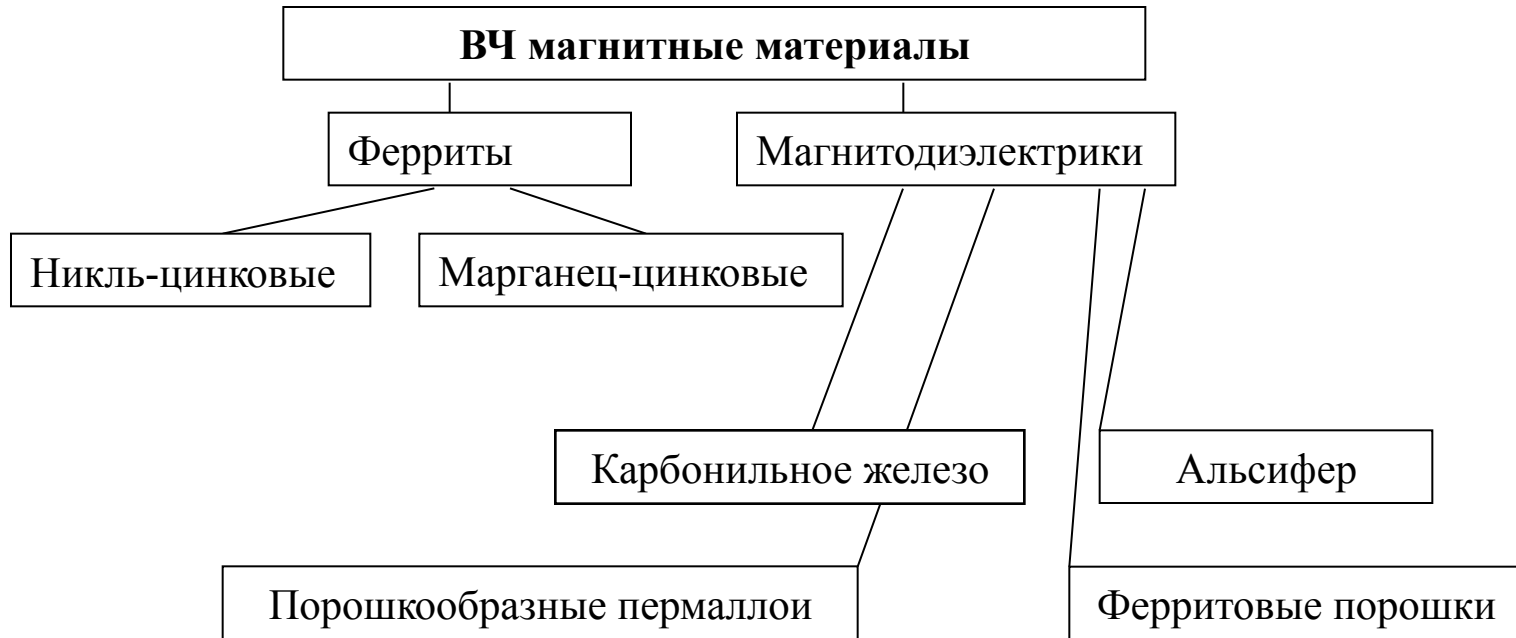 ВЧ магнитные материалы
Ферриты
Магнитодиэлектрики
Никль-цинковые
Марганец-цинковые
Карбонильное железо
Альсифер
Порошкообразные пермаллои
Ферритовые порошки